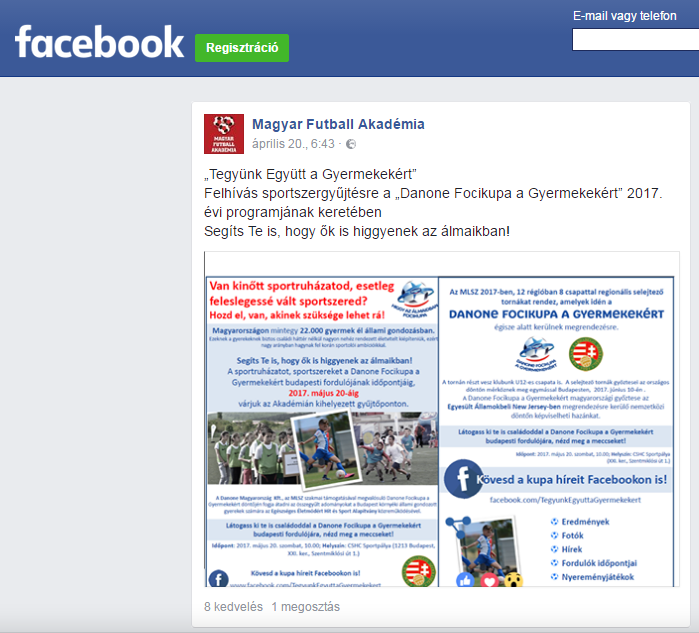 facebook
Regisztráció
E-mail vagy telefon
MAGYAR
FUTBALL
AKADÉMIA
Magyar Futball Akadémia
április 20., 6:43 ·
„Tegyünk Együtt a Gyermekekért”
Felhívás sportszergyűjtésre a „Danone Focikupa a Gyermekekért” 2017.
évi programjának keretében
Segíts Te is, hogy ők is higgyenek az álmaikban!
Van kinőtt sportruházatod, esetleg
feleslegessé vált sportszered?
Hozd el, van, akinek szüksége lehet rá!
Magyarországon mintegy 22.000 gyermek él állami gondozásban.
Segíts Te is, hogy ők is higgyenek az álmaikban!
A sportruházatot, sportszereket a Danone Focikupa a
Gyermekekért budapesti fordulójának időpontjáig,
2017. május 20-áig
várjuk az Akadémián kihelyezett gyűjtőponton.
Látogass ki te is családoddal a Danone Focikupa a Gyermekekért
budapesti fordulójára, nézd meg a meccseket!
Időpont: 2017. május 20. szombat, 10.00; Helyszín: CSHC Sportpálya (1213 Budapest,
XXI. ker., Szentmiklósi út 1.)
Kövesd a kupa híreit Facebookon is!
www.facebook.com/TegyunkEgyuttaGyermekekert
Az MLSZ 2017-ben, 12 régióban 8 csapattal regionális selejtező
tornákat rendez, amelyek idén a
DANONE FOCIKUPA A GYERMEKEKÉRT
égisze alatt kerülnek megrendezésre.
A tornán részt vesz klubunk U12-es csapata is. A selejtező tornák győztesei az országos
döntőn mérkőznek meg egymással Budapesten, 2017. június 10-én.
A Danone Focikupa a Gyermekekért magyarországi győztese az
Egyesült Államokbeli New Jersey-ben megrendezésre kerülő nemzetközi
döntőn képviselheti hazánkat.
Látogass ki te is családoddal a Danone Focikupa a Gyermekekért
budapesti fordulójára, nézd meg a meccseket!
Időpont: 2017. május 20. szombat, 10.00; Helyszín: CSHC Sportpálya
(XXI. ker., Szentmiklósi út 1.)
Kövesd a kupa híreit Facebookon is!
facebook.com/TegyunkEgyuttaGyermekekert
Eredmények
Fotók
Hírek
Fordulók időpontjai
Nyereményjátékok
8 kedvelés 1 megosztás